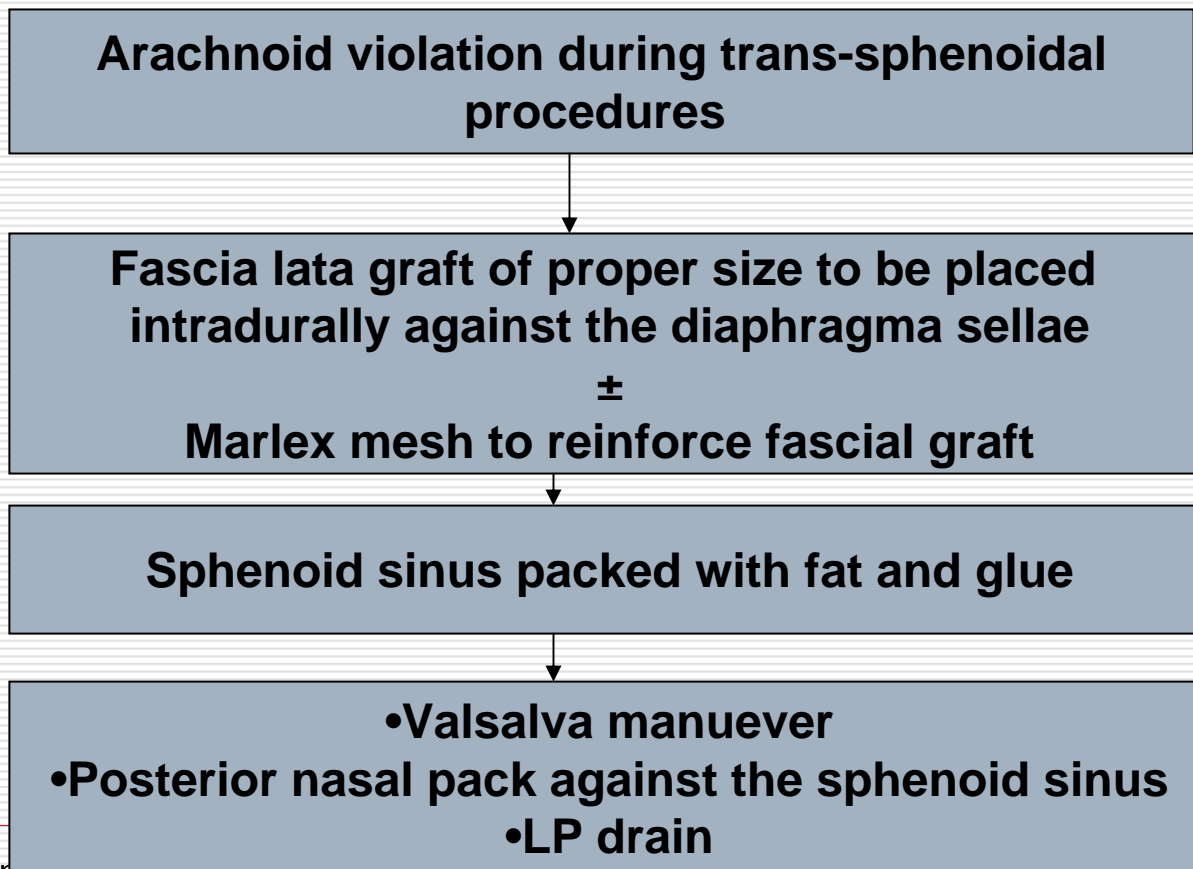 Arachnoid violation during trans-sphenoidal
procedures
Fascia lata graft of proper size to be placed
intradurally against the diaphragma sellae
±
Marlex mesh to reinforce fascial graft
Sphenoid sinus packed with fat and glue
•Valsalva manuever
•Posterior nasal pack against the sphenoid sinus
•LP drain